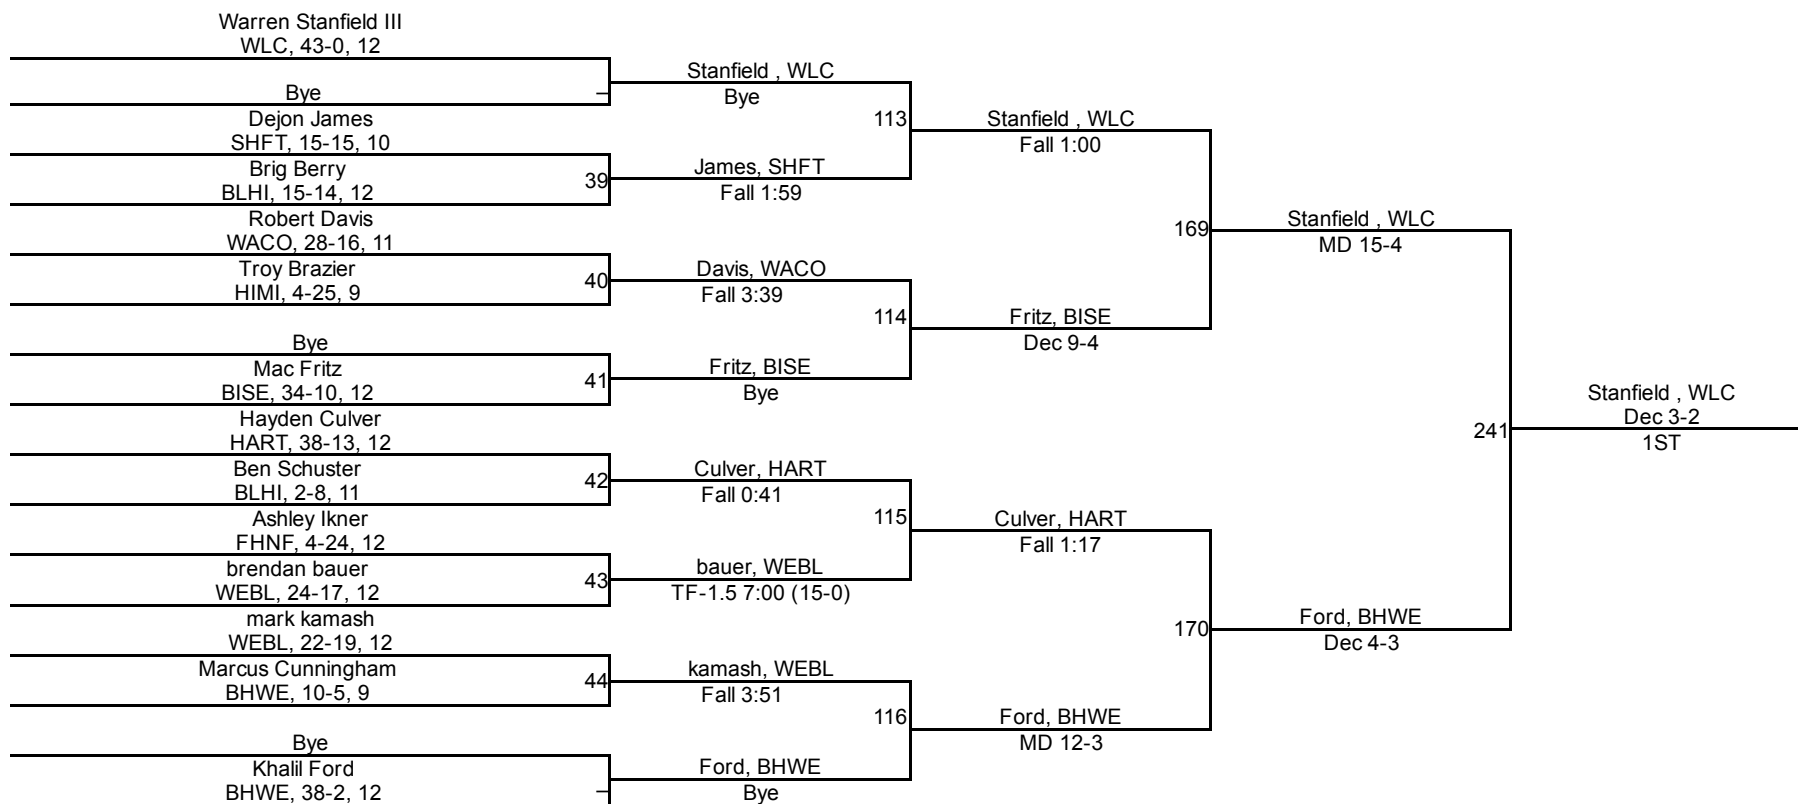 Warren Stanfield III
WLC, 43-0, 12
Bye
Dejon James
SHFT, 15-15, 10
Brig Berry
BLHI, 15-14, 12
Robert Davis
WACO, 28-16, 11
Troy Brazier
HIMI, 4-25, 9
Bye
Mac Fritz
BISE, 34-10, 12
Hayden Culver
HART, 38-13, 12
Ben Schuster
BLHI, 2-8, 11
Ashley Ikner
FHNF, 4-24, 12
brendan bauer
WEBL, 24-17, 12
mark kamash
WEBL, 22-19, 12
Marcus Cunningham
BHWE, 10-5, 9
Bye
Khalil Ford
BHWE, 38-2, 12
39
40
41
42
43
44
Stanfield , WLC
Bye
James, SHFT
Fall 1:59
Davis, WACO
Fall 3:39
Fritz, BISE
Bye
Culver, HART
Fall 0:41
bauer, WEBL
TF-1.5 7:00 (15-0)
kamash, WEBL
Fall 3:51
Ford, BHWE
Bye
113
114
115
116
Stanfield , WLC
Fall 1:00
Fritz, BISE
Dec 9-4
Culver, HART
Fall 1:17
Ford, BHWE
MD 12-3
169
170
Stanfield , WLC
MD 15-4
Ford, BHWE
Dec 4-3
241
Stanfield , WLC
Dec 3-2
1ST